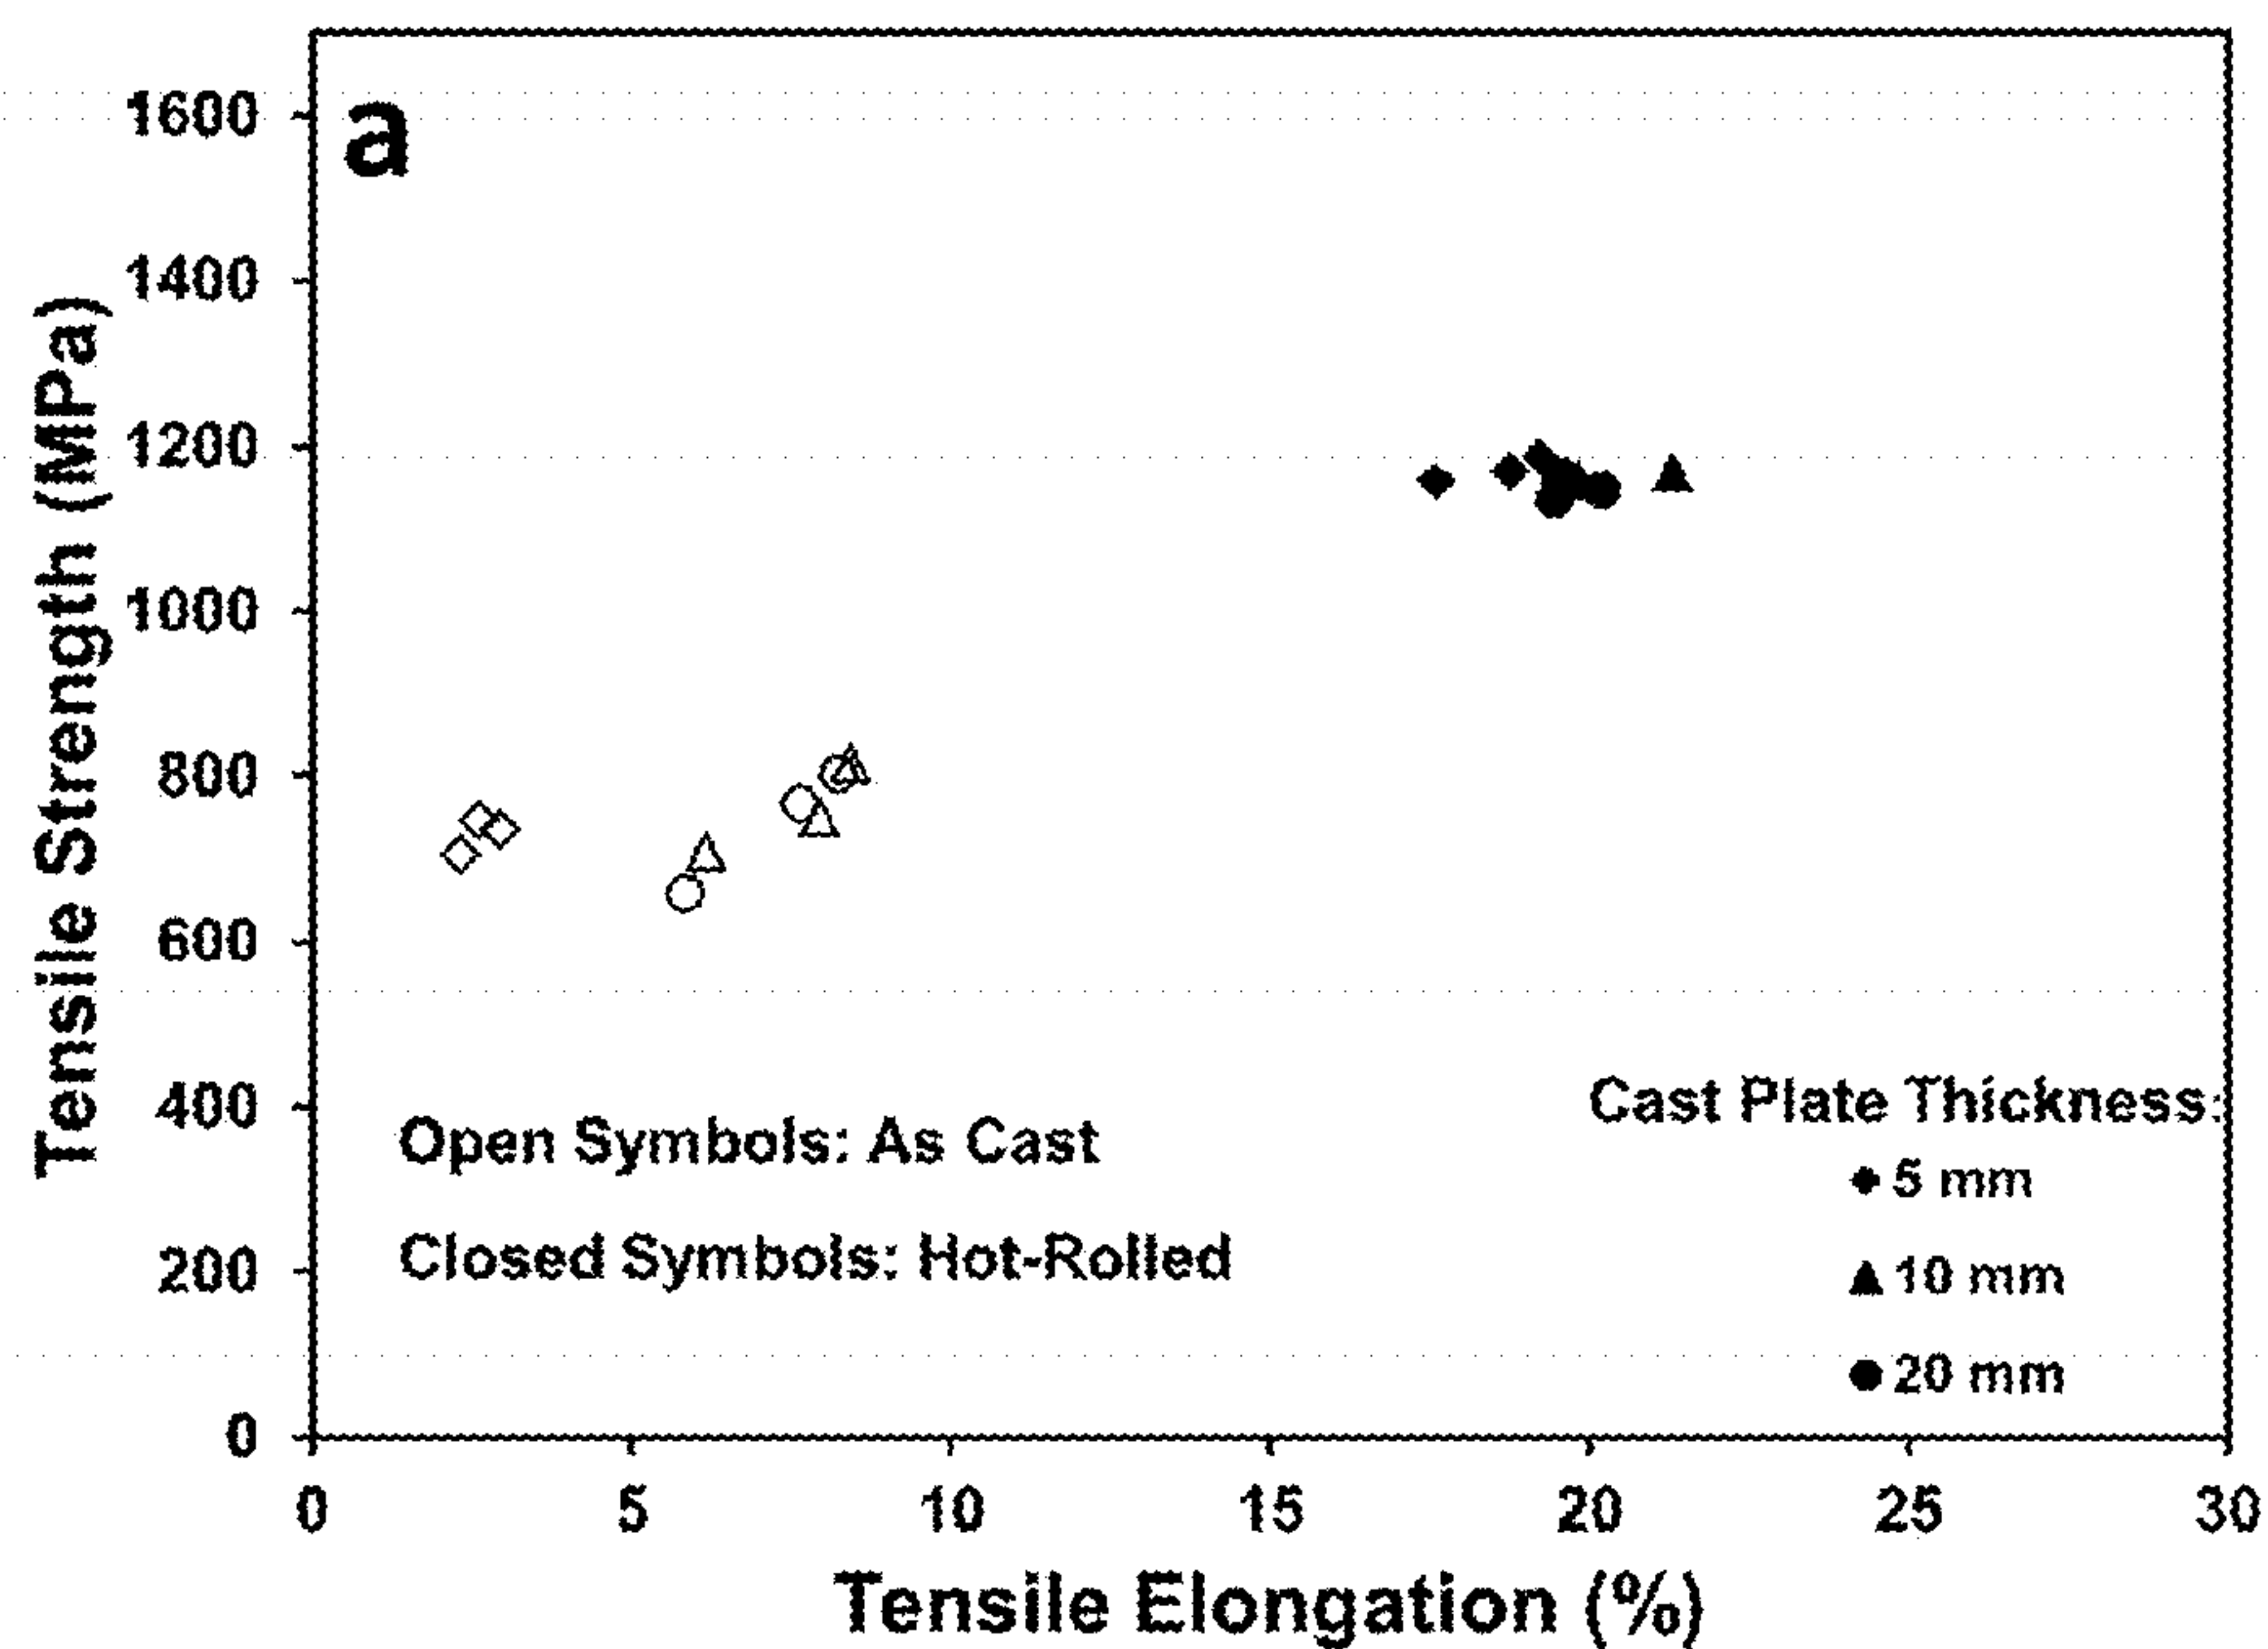 a
Tensile Strength (MPa)
1600
1400
1200
1000
800
600
400
200
0
Open Symbols: As Cast
Closed Symbols: Hot-Rolled
Cast Plate Thickness:
5 mm
10 mm
20 mm
0 5 10 15 20 25 30
Tensile Elongation (%)